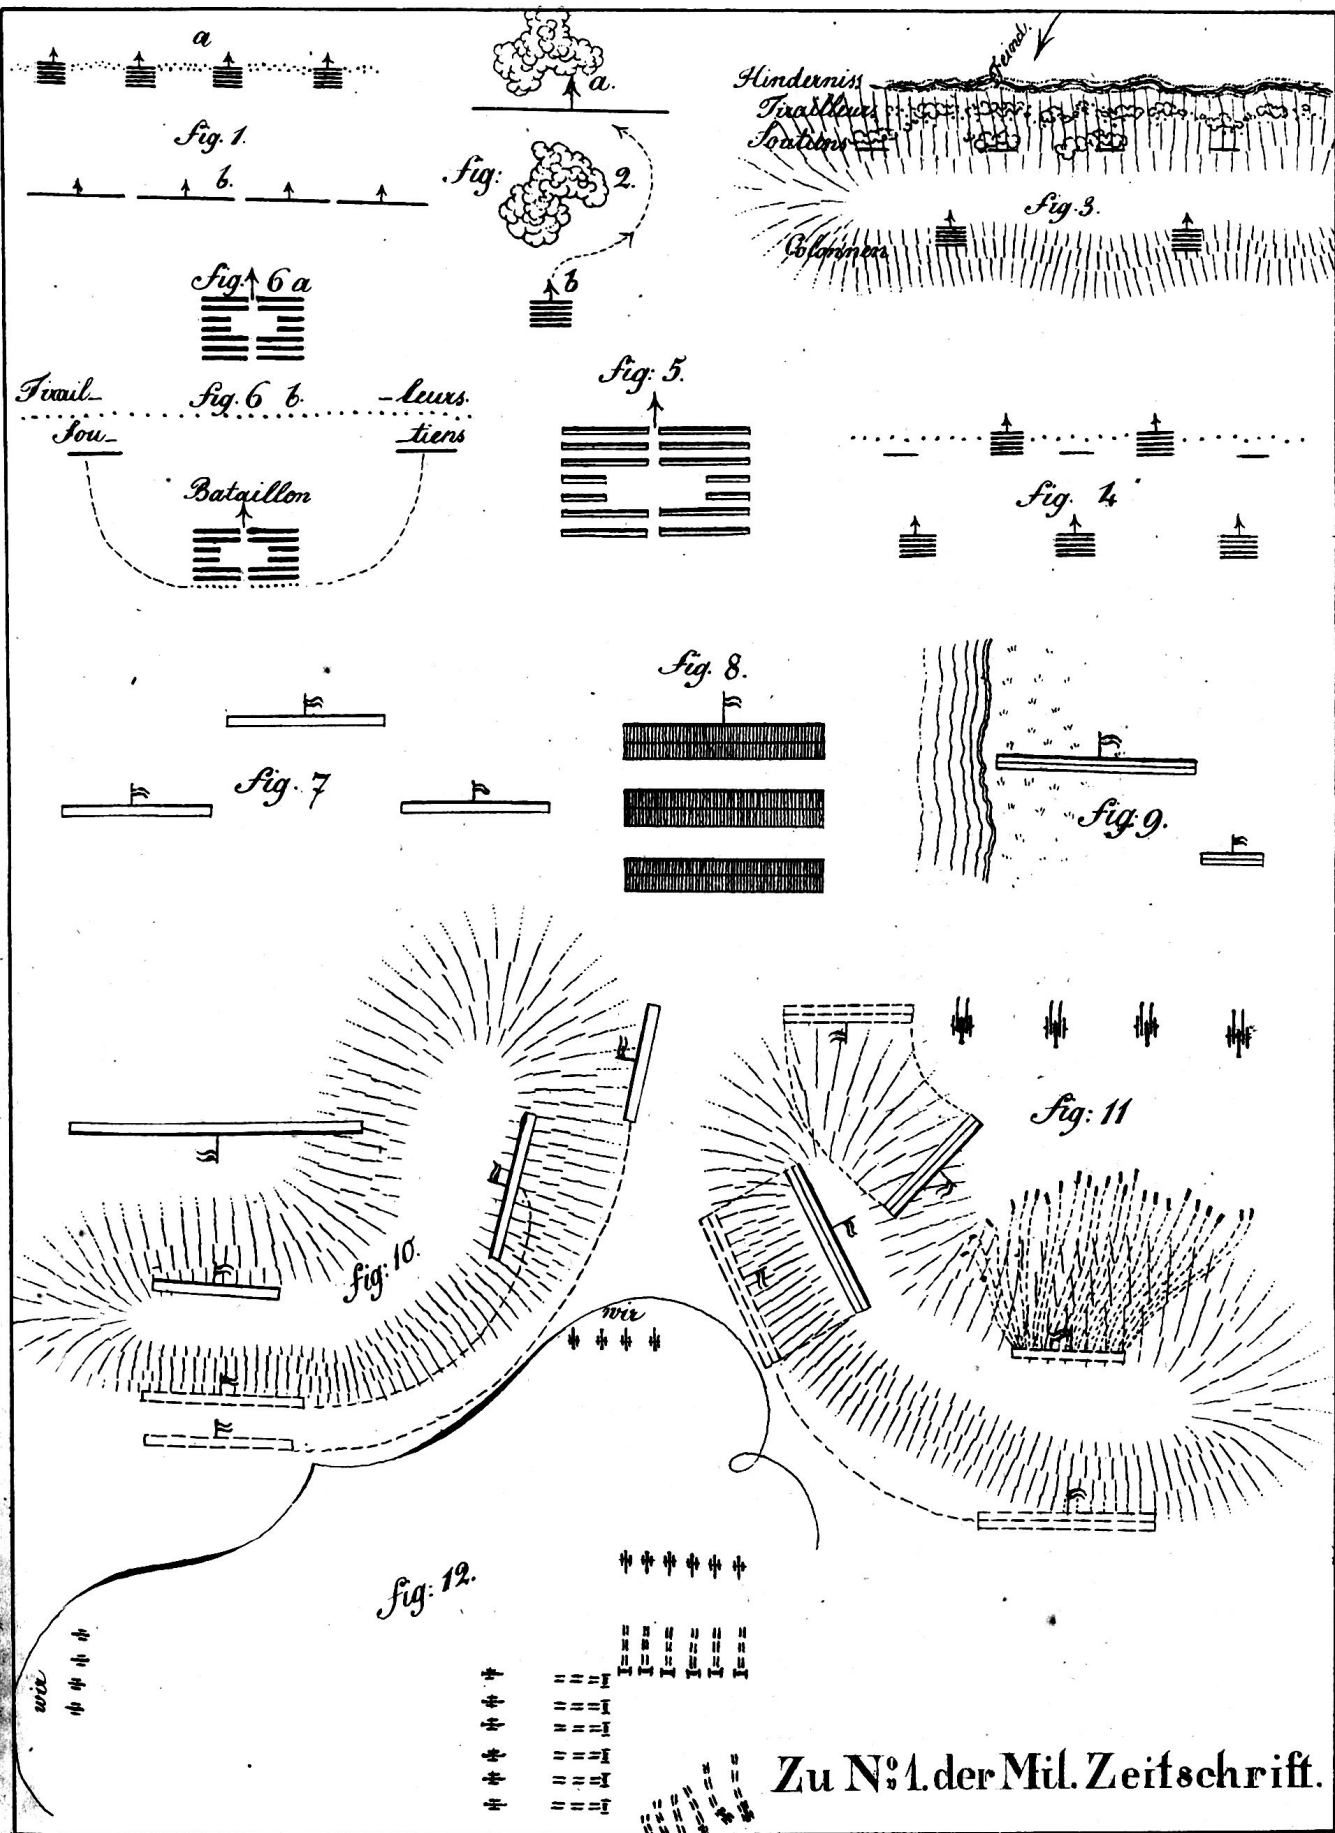 a
fig. 1.
b.
a.
fig: 2.
b
Feind.
Hinderniss
Tirailleurs
Soutiens
fig. 3.
Colonnen
fig. 6 a
Tirail- fig. 6 b. -leurs.
Sou- -tiens
Bataillon
fig: 5.
fig. 4
fig. 7
fig. 8.
fig. 9.
fig: 10.
fig: 11
wir
fig: 12.
wir
Zu No: 1. der Mil. Zeitschrift.